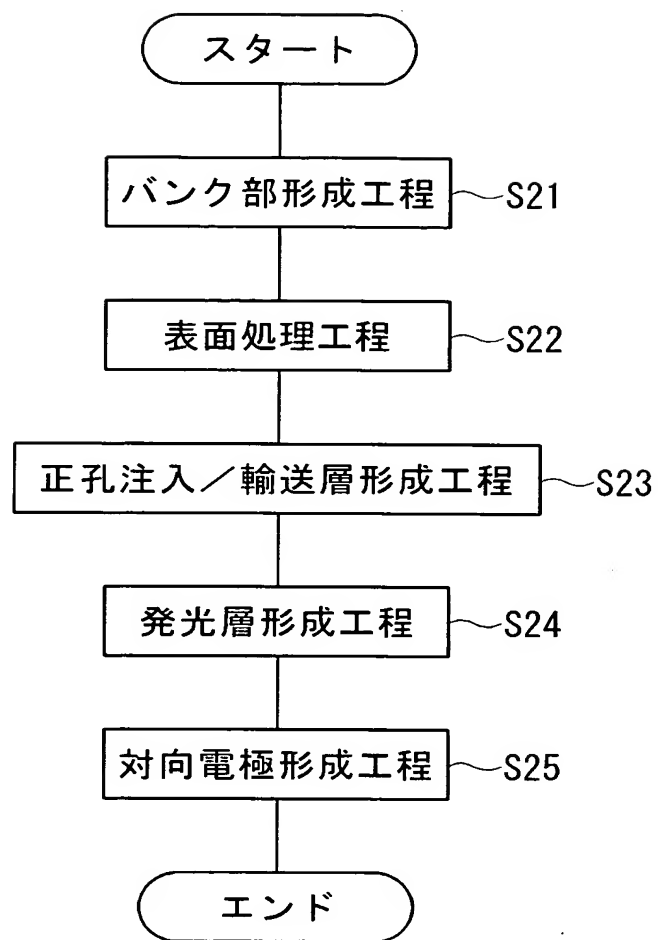 スタート
バンク部形成工程 S21
表面処理工程 S22
正孔注入／輸送層形成工程 S23
発光層形成工程 S24
対向電極形成工程 S25
エンド